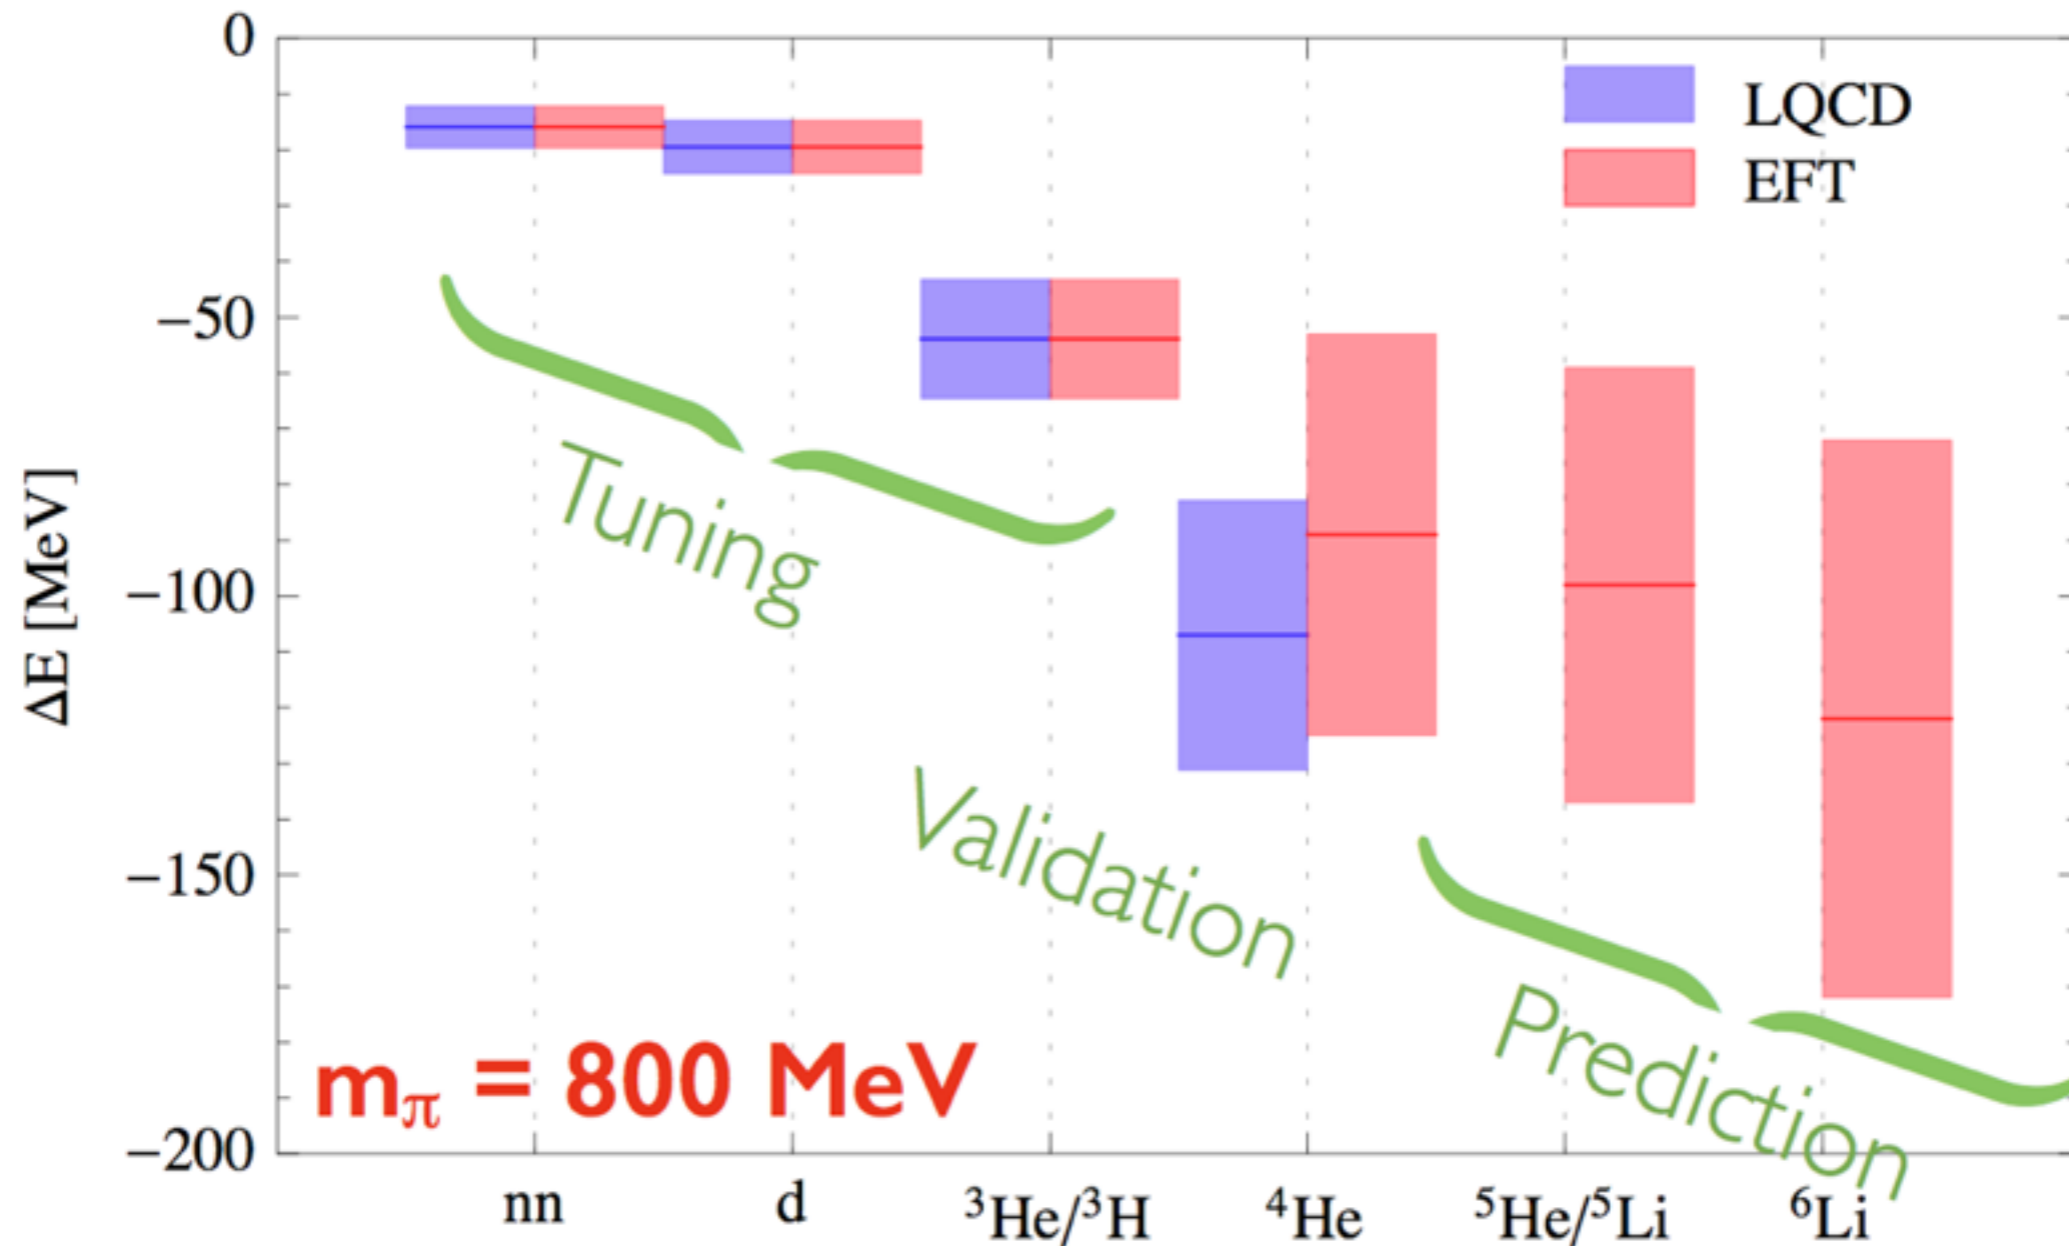 0
−50
−100
−150
−200
ΔE [MeV]
LQCD
EFT
Tuning
Validation
Prediction
mπ = 800 MeV
nn d ³He/³H ⁴He ⁵He/⁵Li ⁶Li